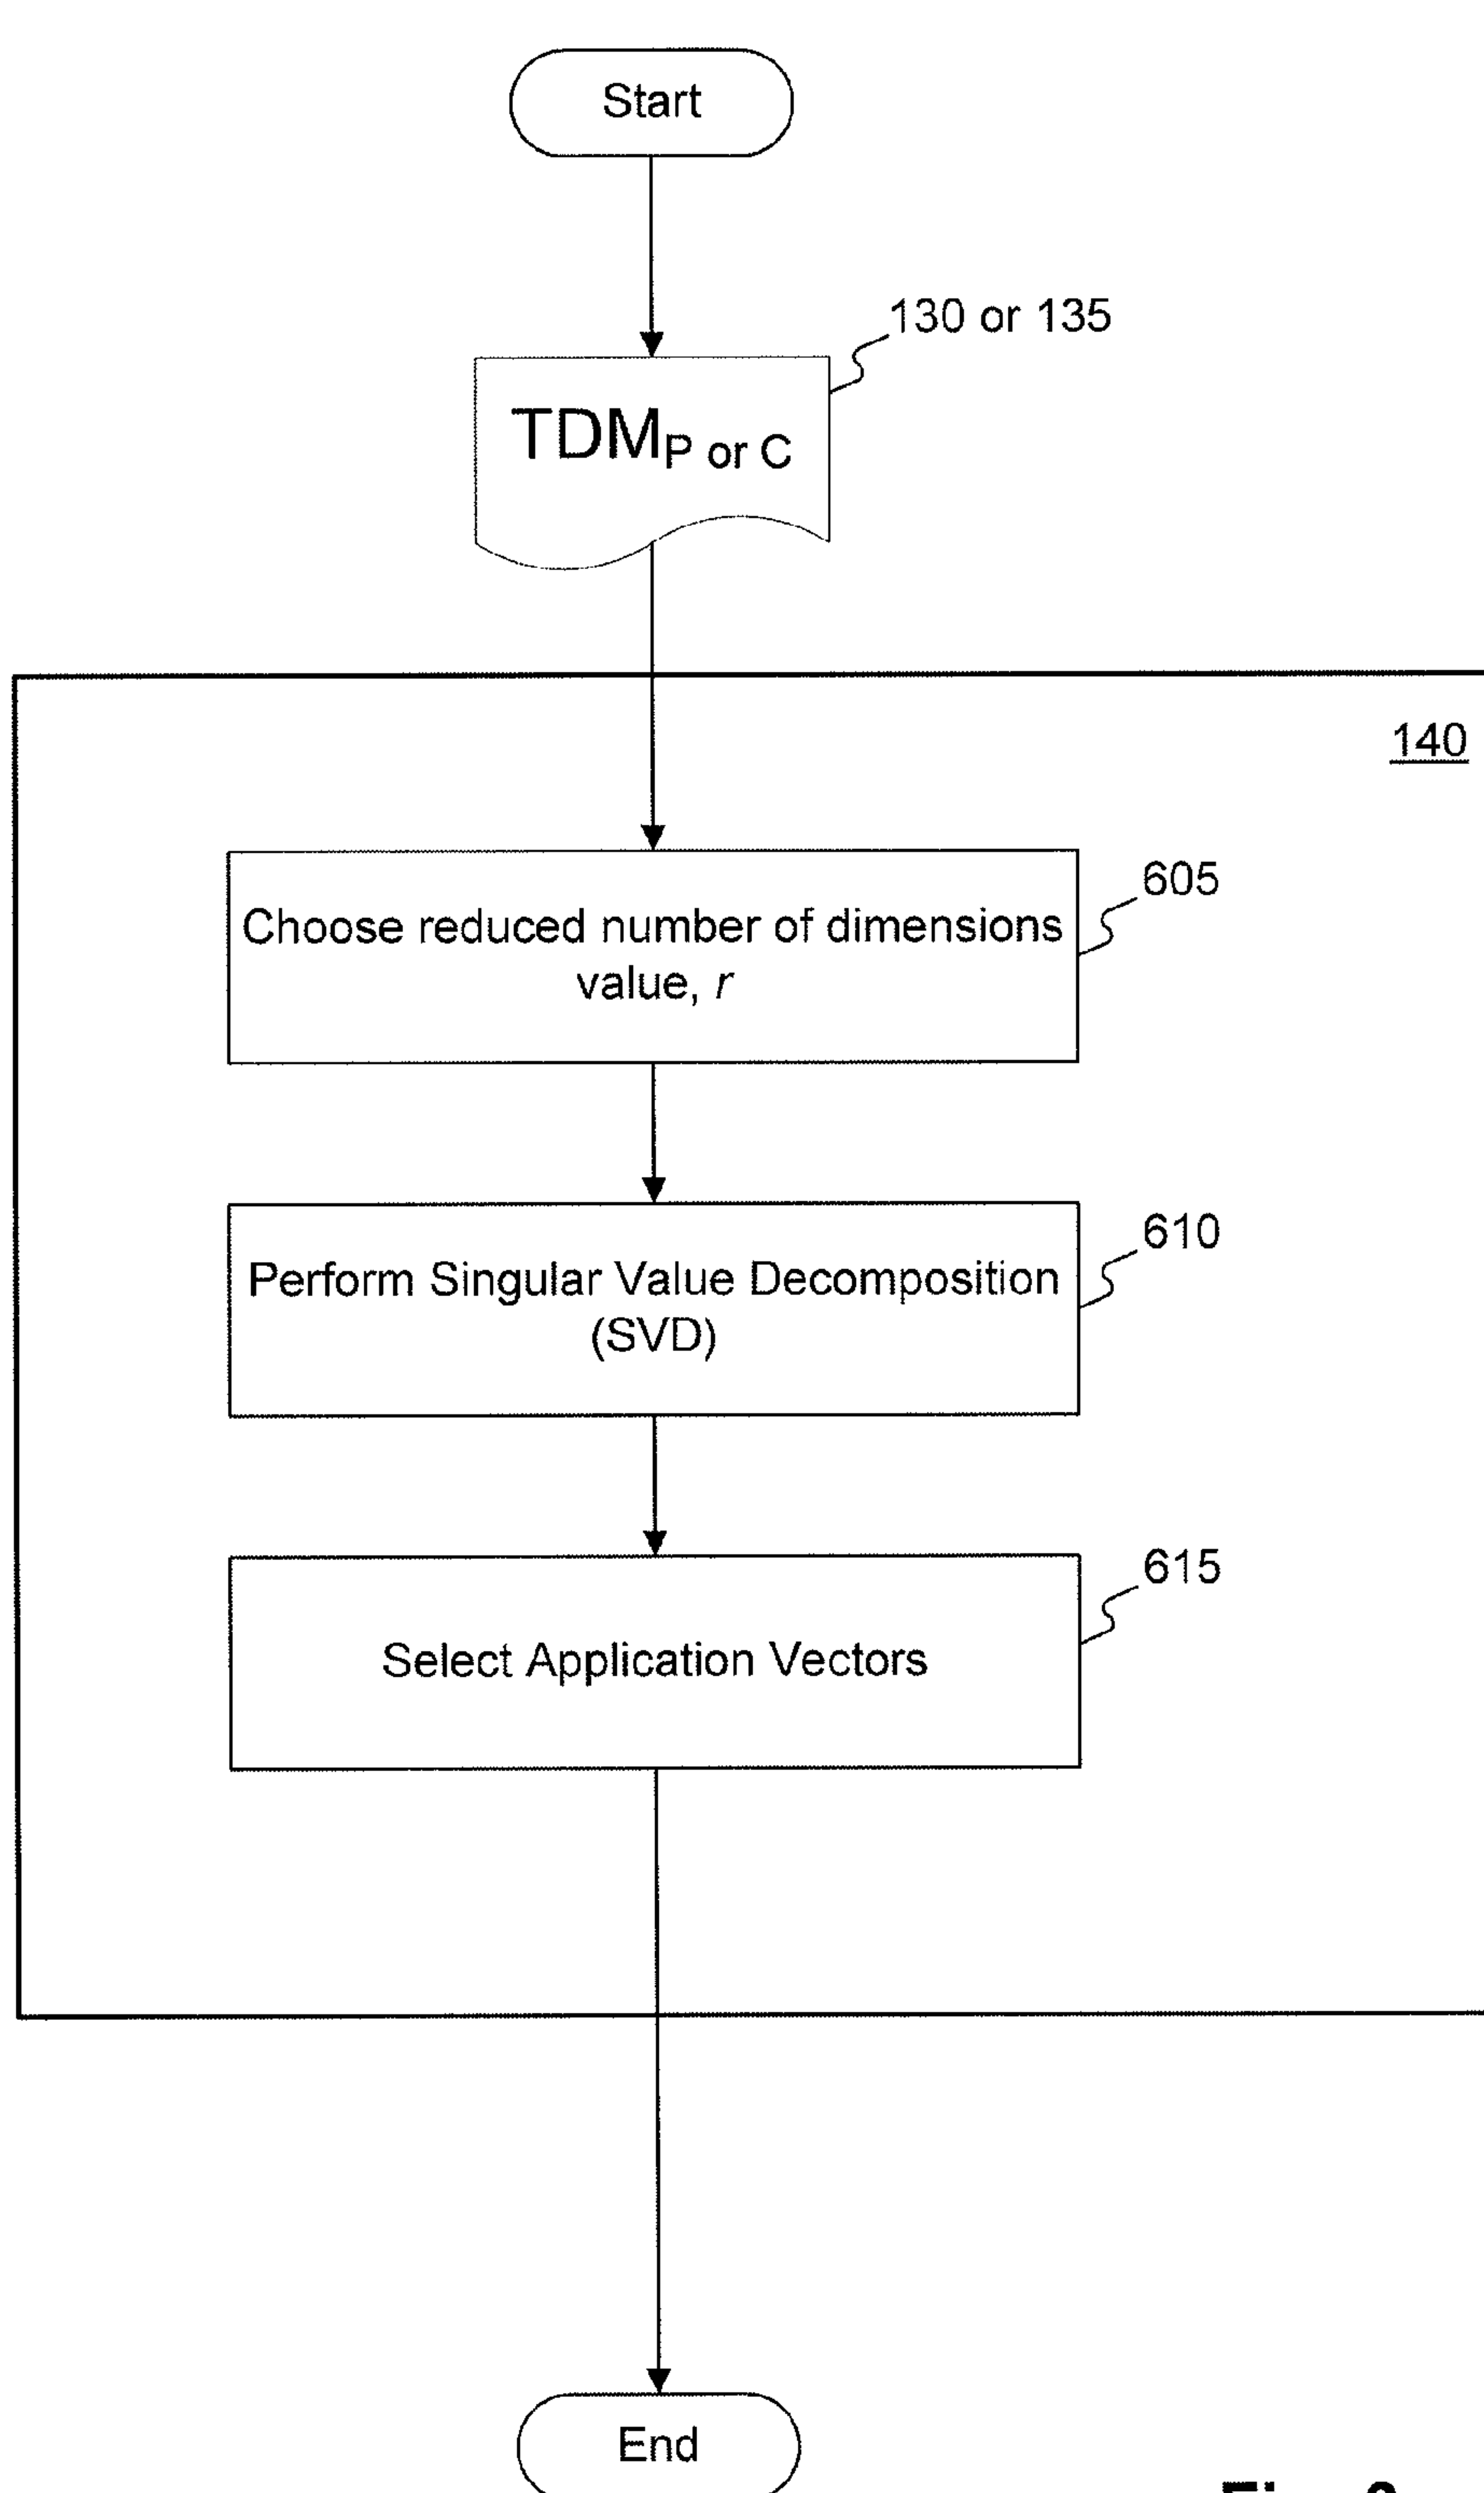 Start
130 or 135
TDMP or C
140
605
Choose reduced number of dimensions
value, r
610
Perform Singular Value Decomposition
(SVD)
615
Select Application Vectors
End